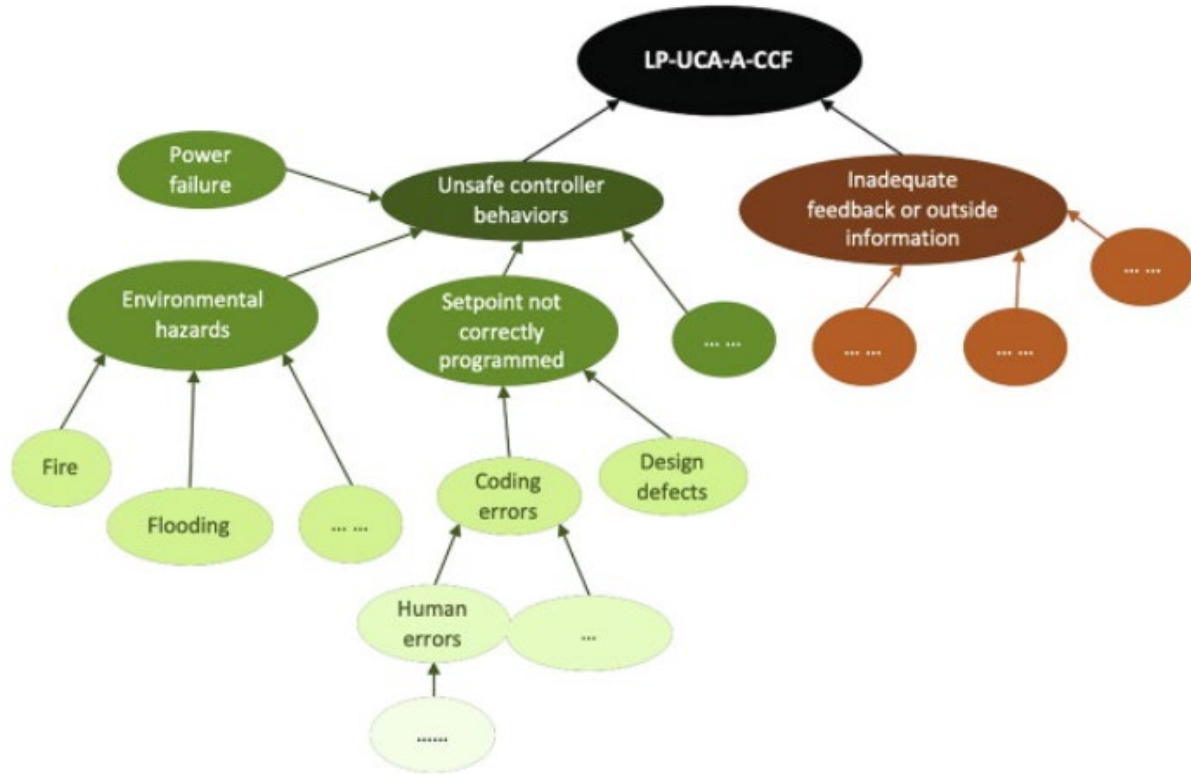 LP-UCA-A-CCF
Power
failure
Unsafe controller
behaviors
Inadequate
feedback or outside
information
Environmental
hazards
Setpoint not
correctly
programmed
... ...
... ...
... ...
... ...
Fire
Flooding
... ...
Coding
errors
Design
defects
Human
errors
...
......